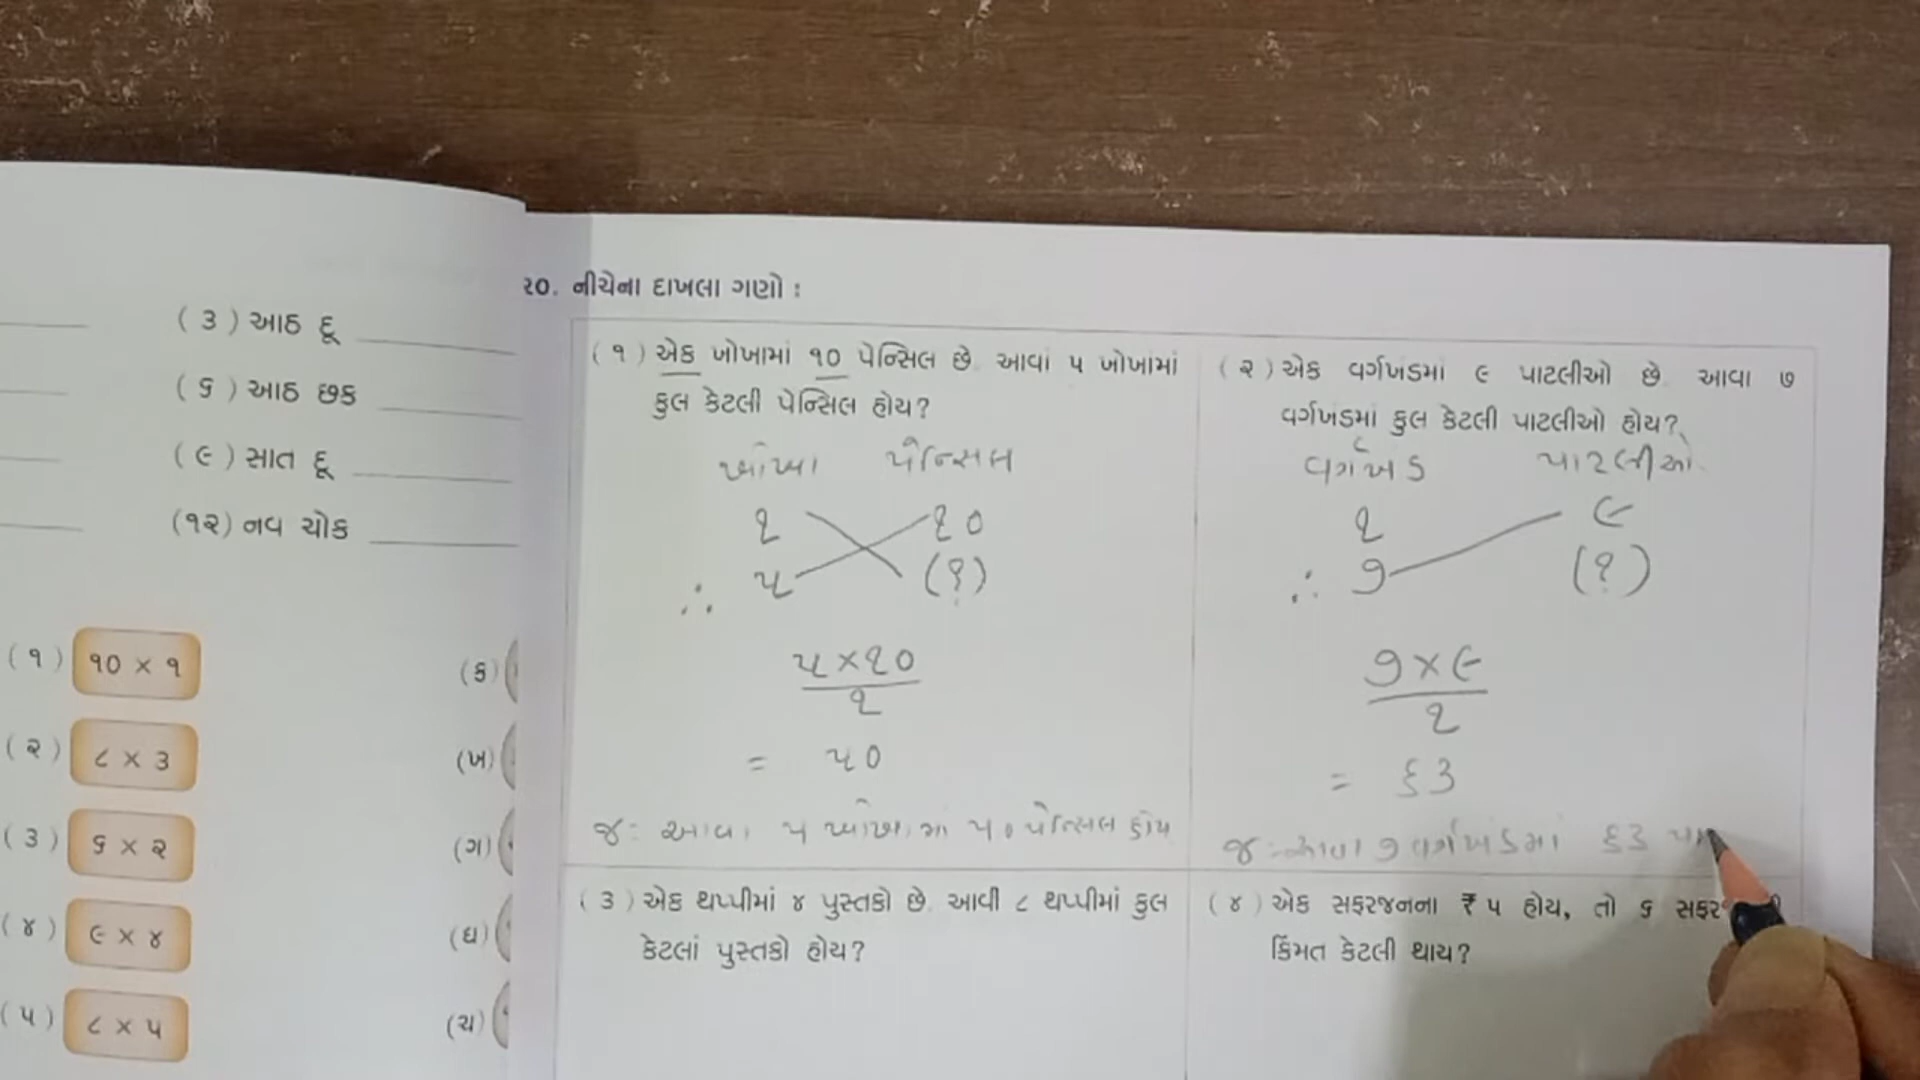 (૩) આઠ દૂ
(૬) આઠ છક
(૯) સાત દૂ
(૧૨) નવ ચોક
(૧) ૧૦ × ૧
(ક)
(૨) ૮ × ૩
(ખ)
(૩) ૬ × ૨
(ગ)
(૪) ૯ × ૪
(ઘ)
(૫) ૮ × ૫
(ચ)
૨૦. નીચેના દાખલા ગણો :
(૧) એક ખોખામાં ૧૦ પેન્સિલ છે. આવાં ૫ ખોખાંમાં
કુલ કેટલી પેન્સિલ હોય?
ખોખા પેન્સિલ
૧ ૧૦
∴ ૫ (?)
૫ × ૧૦
૧
= ૫૦
જ: આવા ૫ ખોખામાં ૫૦ પેન્સિલ હોય
(૨) એક વર્ગખંડમાં ૯ પાટલીઓ છે. આવા ૭
વર્ગખંડમાં કુલ કેટલી પાટલીઓ હોય?
વર્ગખંડ પાટલીઓ
૧ ૯
∴ ૭ (?)
૭ × ૯
૧
= ૬૩
જ:- આવા ૭ વર્ગખંડમાં ૬૩ પા
(૩) એક થપ્પીમાં ૪ પુસ્તકો છે. આવી ૮ થપ્પીમાં કુલ
કેટલાં પુસ્તકો હોય?
(૪) એક સફરજનના ₹ ૫ હોય, તો ૬
કિંમત કેટલી થાય?